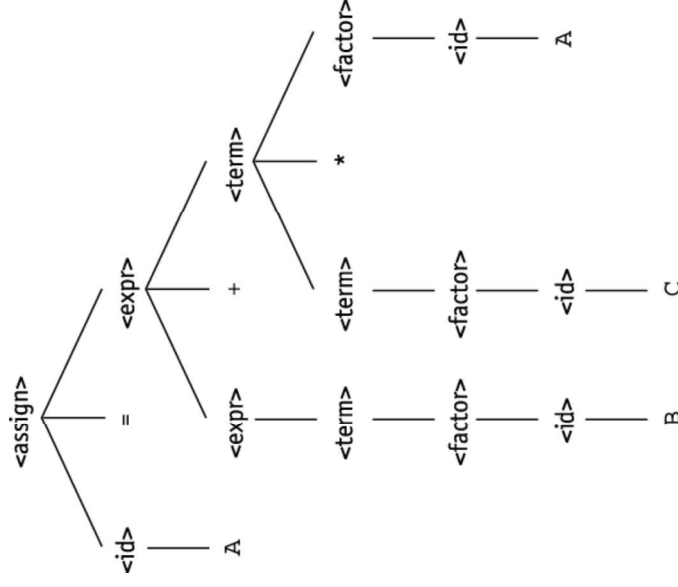 <assign>
<id> = <expr>
A <expr> + <term>
<term> <term> * <factor>
<factor> <factor> <id>
<id> <id> A
B C